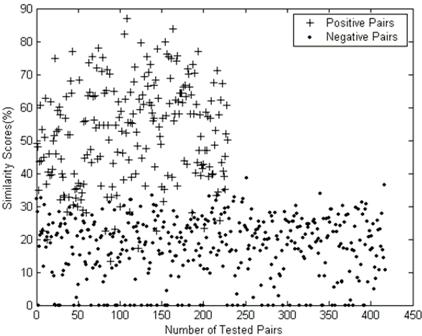 90
80
70
60
50
40
30
20
10
0
Similarity Scores(%)
+ Positive Pairs
• Negative Pairs
0 50 100 150 200 250 300 350 400 450
Number of Tested Pairs